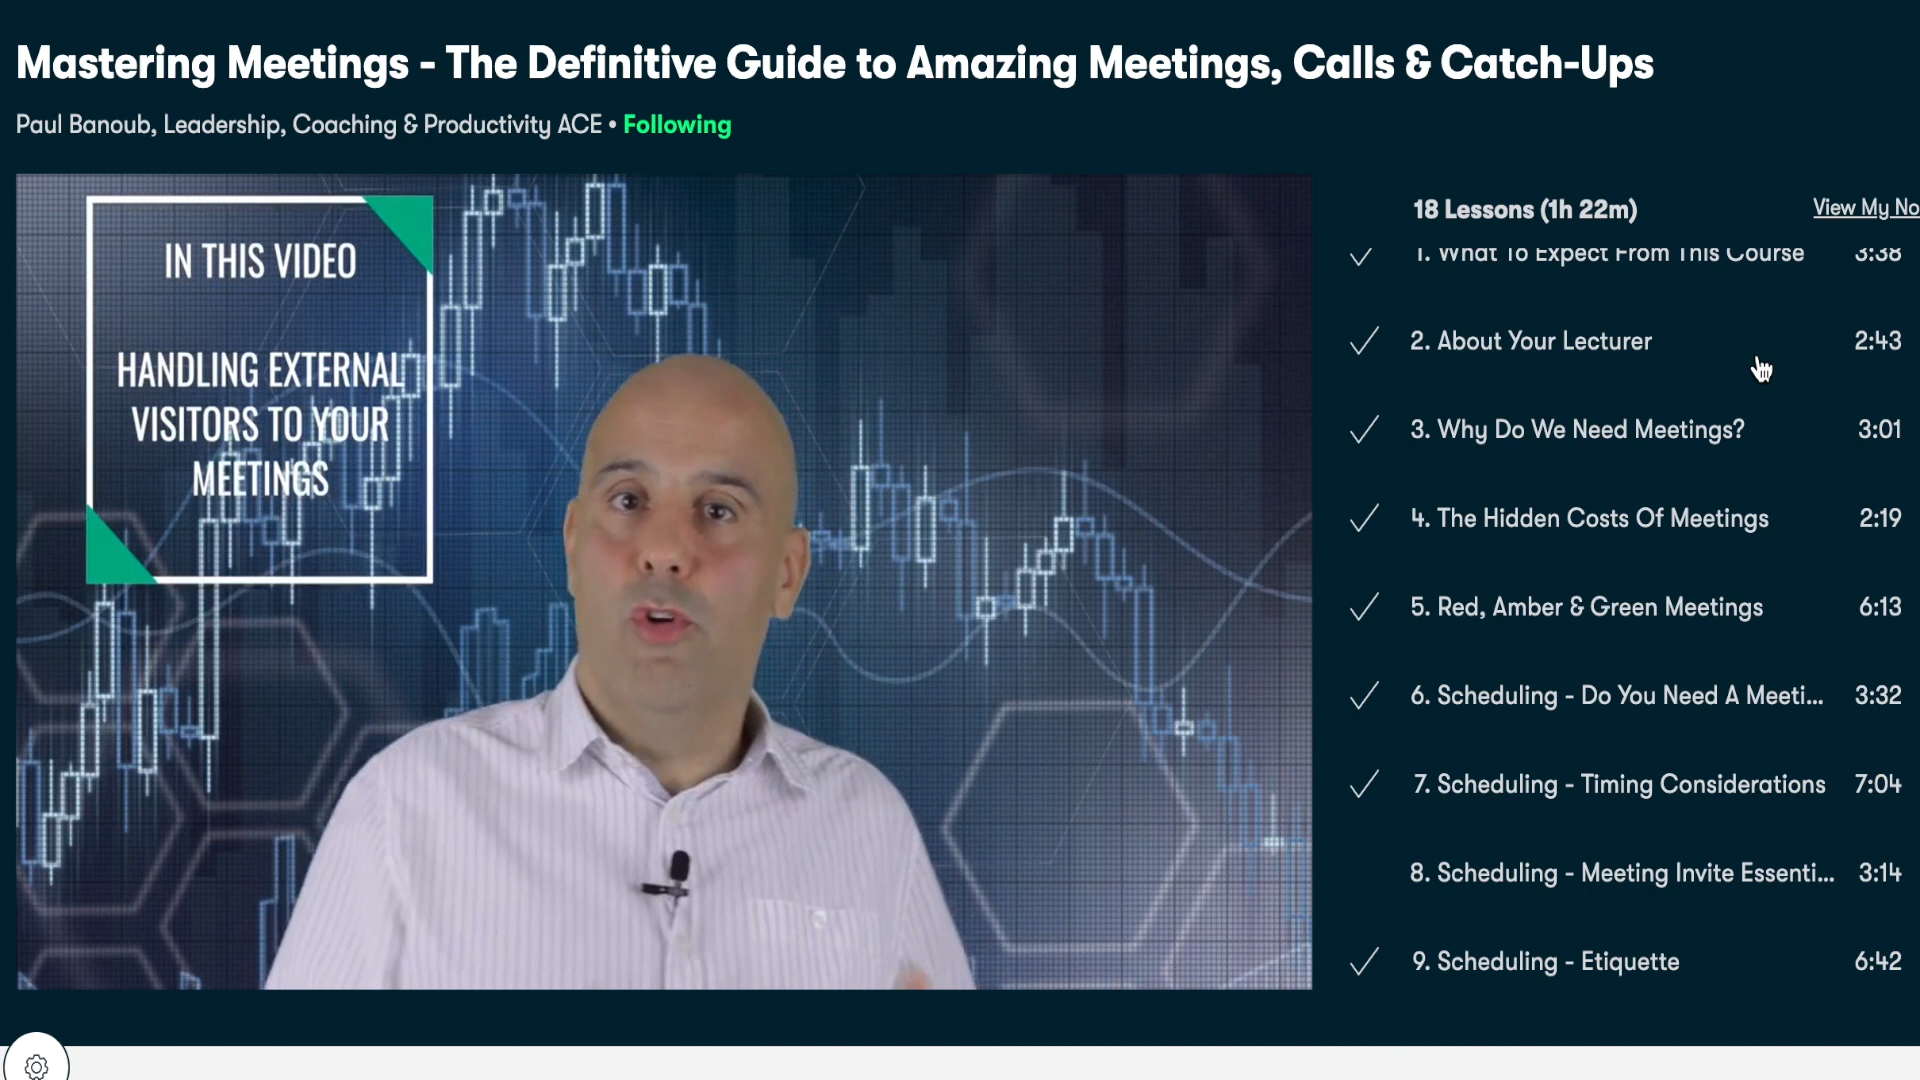 Mastering Meetings - The Definitive Guide to Amazing Meetings, Calls & Catch-Ups
Paul Banoub, Leadership, Coaching & Productivity ACE • Following
IN THIS VIDEO
HANDLING EXTERNAL
VISITORS TO YOUR
MEETINGS
18 Lessons (1h 22m) View My No
1. What To Expect From This Course 3:38
2. About Your Lecturer 2:43
3. Why Do We Need Meetings? 3:01
4. The Hidden Costs Of Meetings 2:19
5. Red, Amber & Green Meetings 6:13
6. Scheduling - Do You Need A Meeti... 3:32
7. Scheduling - Timing Considerations 7:04
8. Scheduling - Meeting Invite Essenti... 3:14
9. Scheduling - Etiquette 6:42